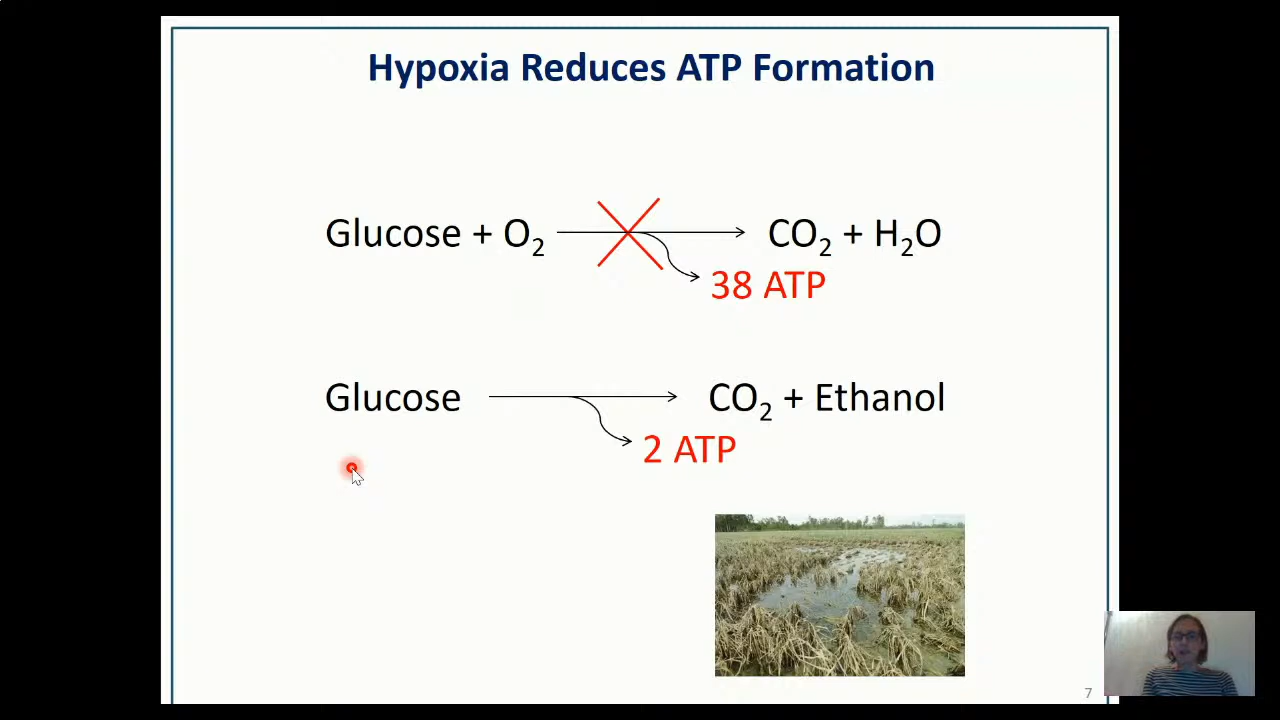 Hypoxia Reduces ATP Formation
Glucose + O₂ CO₂ + H₂O
38 ATP
Glucose CO₂ + Ethanol
2 ATP
7